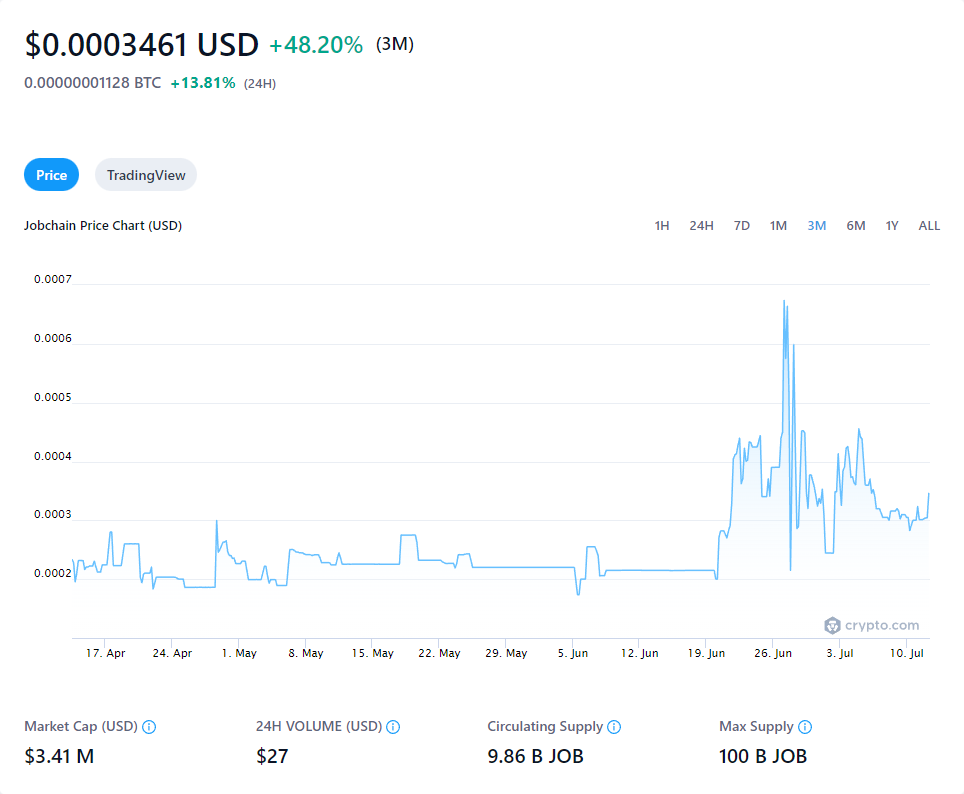 $0.0003461 USD +48.20% (3M)
0.00000001128 BTC +13.81% (24H)
Price TradingView
Jobchain Price Chart (USD) 1H 24H 7D 1M 3M 6M 1Y ALL
0.0007
0.0006
0.0005
0.0004
0.0003
0.0002
crypto.com
17. Apr 24. Apr 1. May 8. May 15. May 22. May 29. May 5. Jun 12. Jun 19. Jun 26. Jun 3. Jul 10. Jul
Market Cap (USD) 24H VOLUME (USD) Circulating Supply Max Supply
$3.41 M $27 9.86 B JOB 100 B JOB